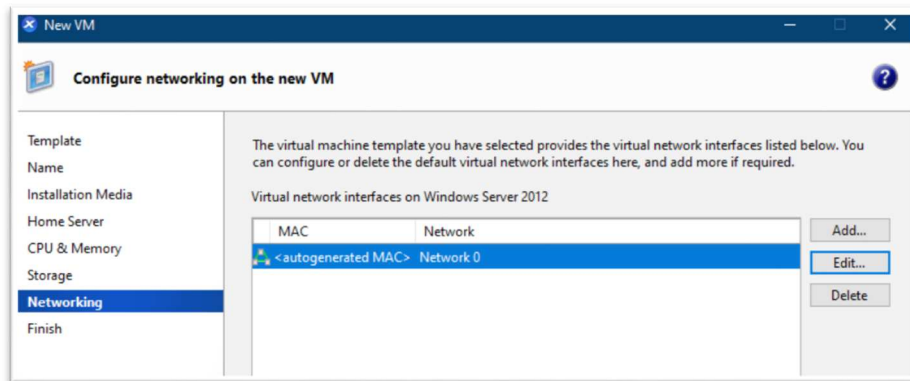 New VM
Configure networking on the new VM
?
Template
Name
Installation Media
Home Server
CPU & Memory
Storage
Networking
Finish
The virtual machine template you have selected provides the virtual network interfaces listed below. You
can configure or delete the default virtual network interfaces here, and add more if required.
Virtual network interfaces on Windows Server 2012
MAC Network
<autogenerated MAC> Network 0
Add...
Edit...
Delete